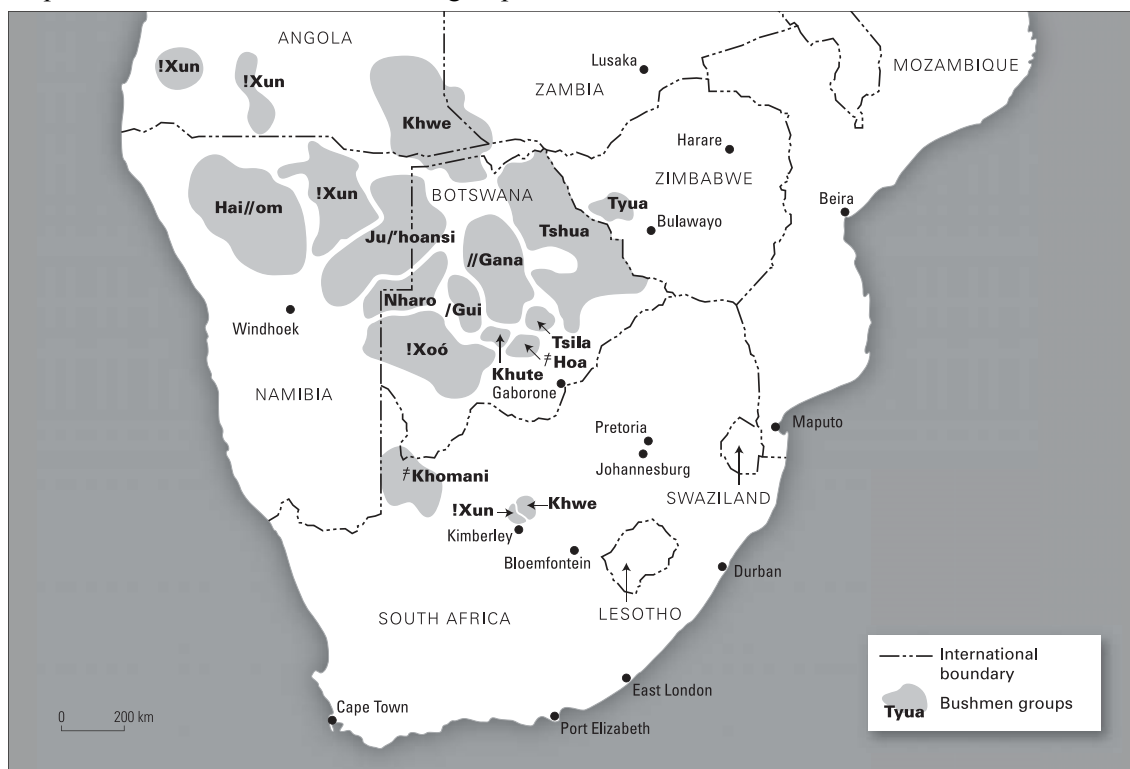 ANGOLA
Lusaka
MOZAMBIQUE
!Xun
!Xun
ZAMBIA
Khwe
Harare
ZIMBABWE
!Xun
BOTSWANA
Beira
Hai//om
Tyua
Ju/'hoansi
Tshua
Bulawayo
//Gana
Nharo
/Gui
Windhoek
Tsila
!Xoó
ǂHoa
Khute
Gaborone
NAMIBIA
Maputo
Pretoria
Johannesburg
ǂKhomani
SWAZILAND
!Xun
Khwe
Kimberley
Bloemfontein
Durban
SOUTH AFRICA
LESOTHO
International
boundary
East London
Tyua
Bushmen groups
0
200 km
Cape Town
Port Elizabeth